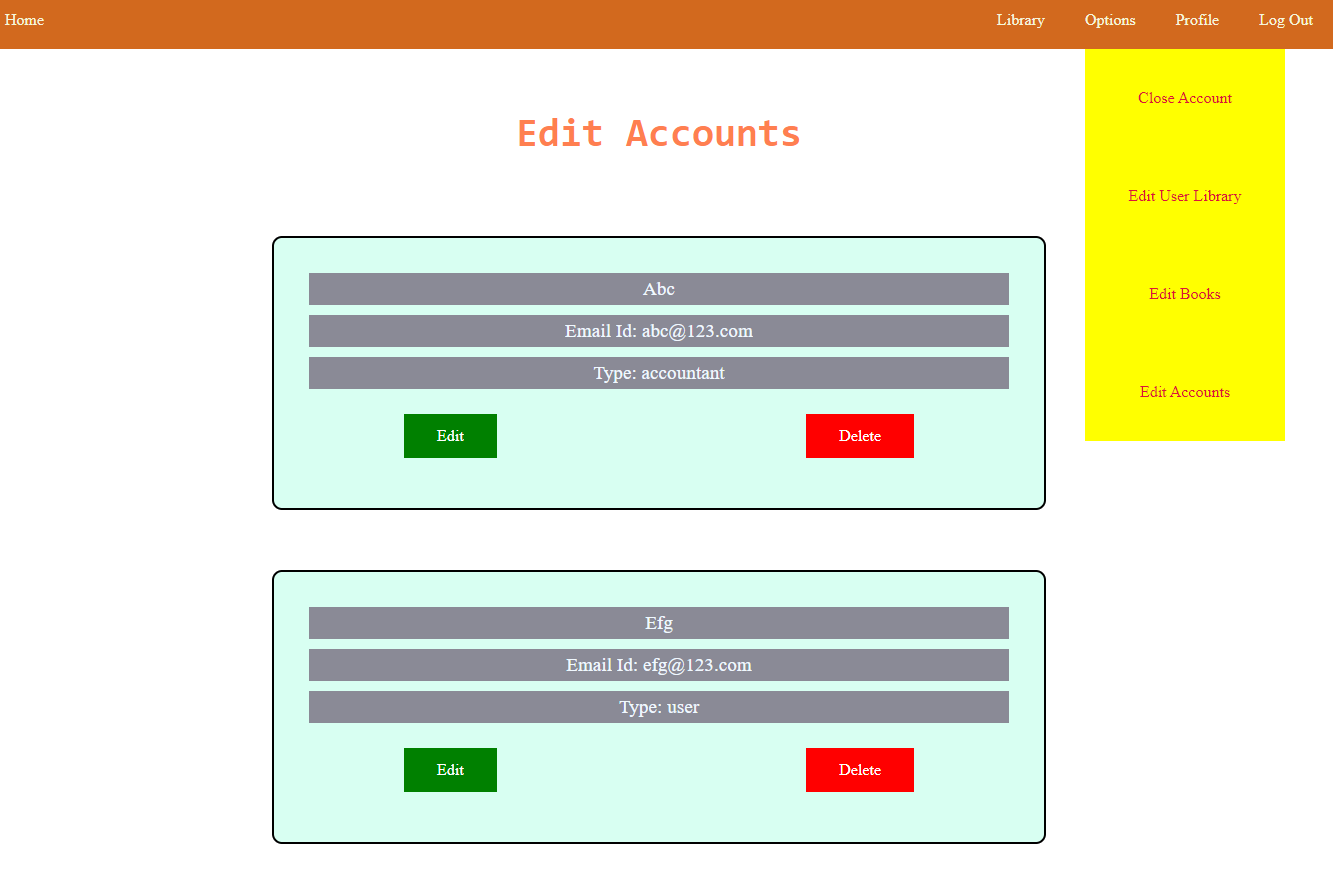 Home Library Options Profile Log Out
Close Account
Edit User Library
Edit Books
Edit Accounts
Edit Accounts
Abc
Email Id: abc@123.com
Type: accountant
Edit Delete
Efg
Email Id: efg@123.com
Type: user
Edit Delete